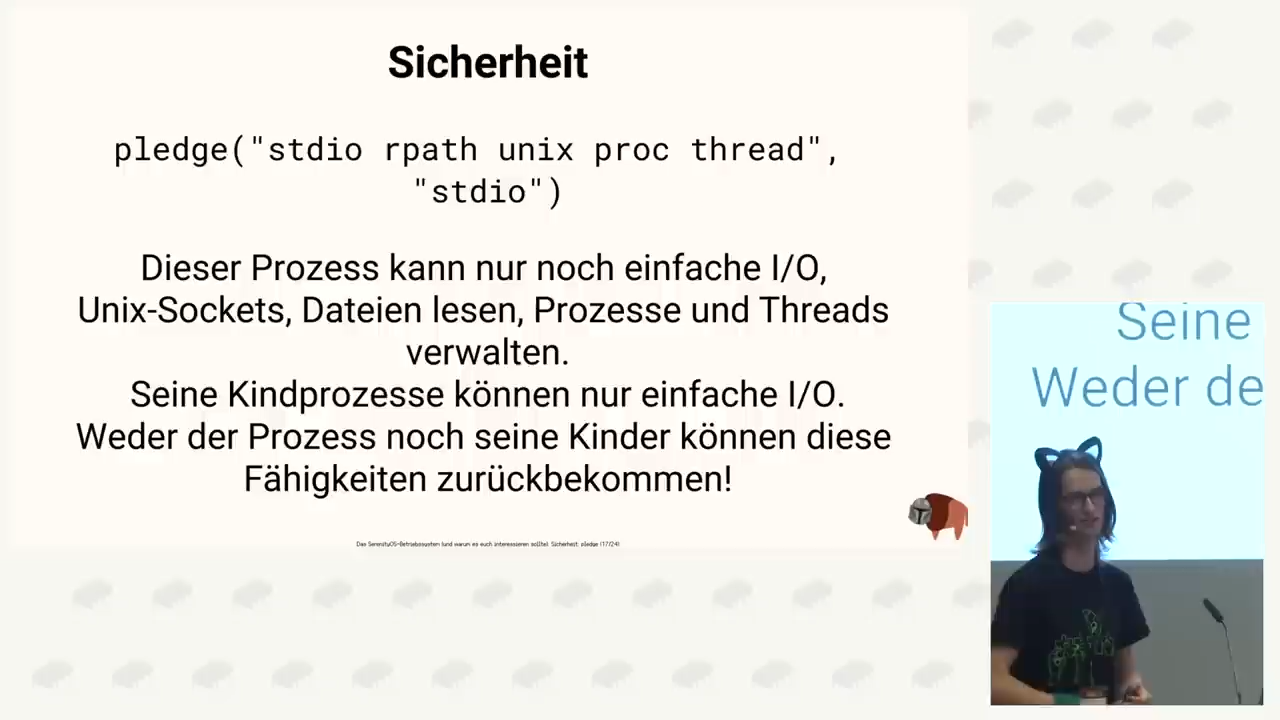 Sicherheit
pledge("stdio rpath unix proc thread",
"stdio")
Dieser Prozess kann nur noch einfache I/O,
Unix-Sockets, Dateien lesen, Prozesse und Threads
verwalten.
Seine Kindprozesse können nur einfache I/O.
Weder der Prozess noch seine Kinder können diese
Fähigkeiten zurückbekommen!
Das SerenityOS-Betriebssystem (und warum es euch interessieren sollte): Sicherheit: pledge (17/24)
Seine
Weder de